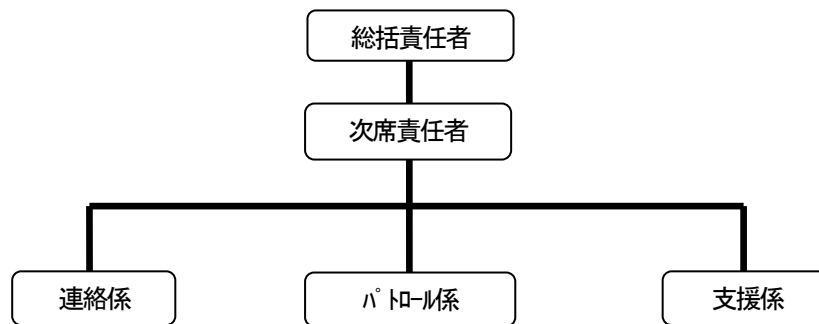 総括責任者
次席責任者
連絡係
ﾊﾟﾄﾛｰﾙ係
支援係